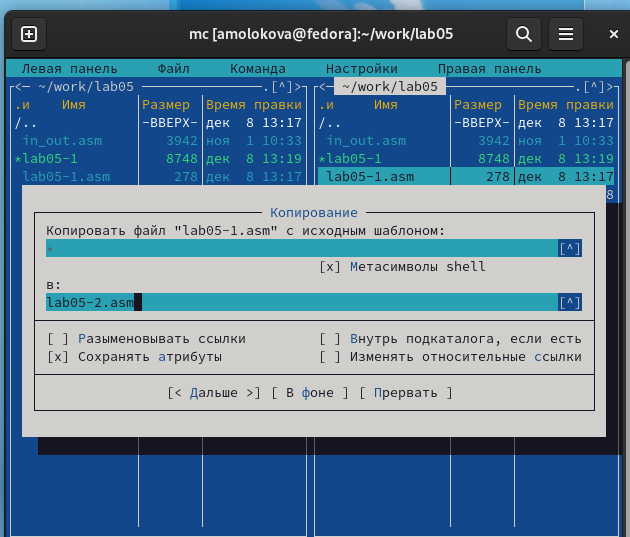 mc [amolokova@fedora]:~/work/lab05
Левая панель Файл Команда Настройки Правая панель
<─ ~/work/lab05 .[^]> <─ ~/work/lab05 .[^]>
.и Имя Размер Время правки .и Имя Размер Время правки
/.. -ВВЕРХ- дек 8 13:17 /.. -ВВЕРХ- дек 8 13:17
in_out.asm 3942 ноя 1 10:33 in_out.asm 3942 ноя 1 10:33
*lab05-1 8748 дек 8 13:19 *lab05-1 8748 дек 8 13:19
lab05-1.asm 278 дек 8 13:17 lab05-1.asm 278 дек 8 13:17
8
Копирование
Копировать файл "lab05-1.asm" с исходным шаблоном:
* [^]
[x] Метасимволы shell
в:
lab05-2.asm [^]
[ ] Разыменовывать ссылки [ ] Внутрь подкаталога, если есть
[x] Сохранять атрибуты [ ] Изменять относительные ссылки
[< Дальше >] [ В фоне ] [ Прервать ]